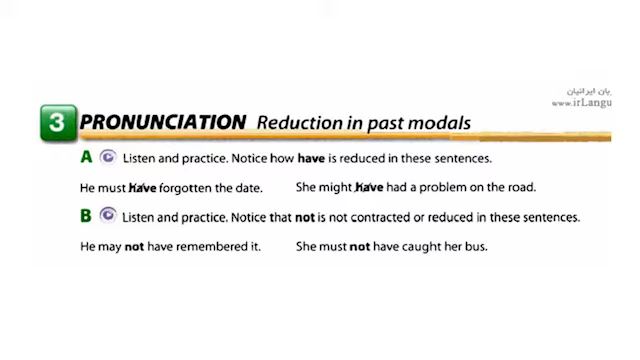 بان ایرانیان
www.irLangu
3 PRONUNCIATION Reduction in past modals
A Listen and practice. Notice how have is reduced in these sentences.
He must have forgotten the date. She might have had a problem on the road.
B Listen and practice. Notice that not is not contracted or reduced in these sentences.
He may not have remembered it. She must not have caught her bus.